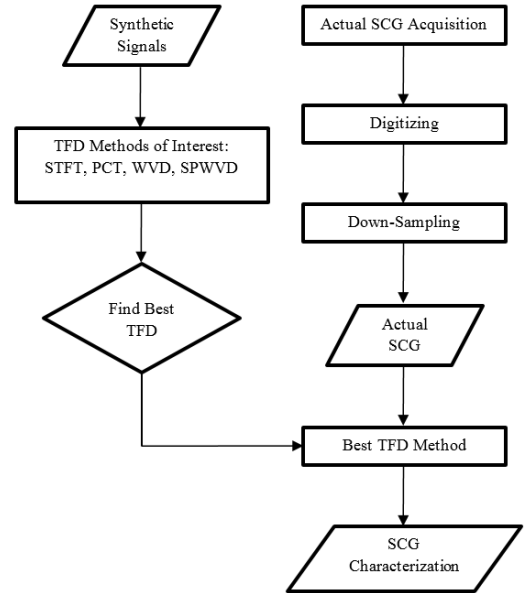 Synthetic
Signals
TFD Methods of Interest:
STFT, PCT, WVD, SPWVD
Find Best
TFD
Actual SCG Acquisition
Digitizing
Down-Sampling
Actual
SCG
Best TFD Method
SCG
Characterization